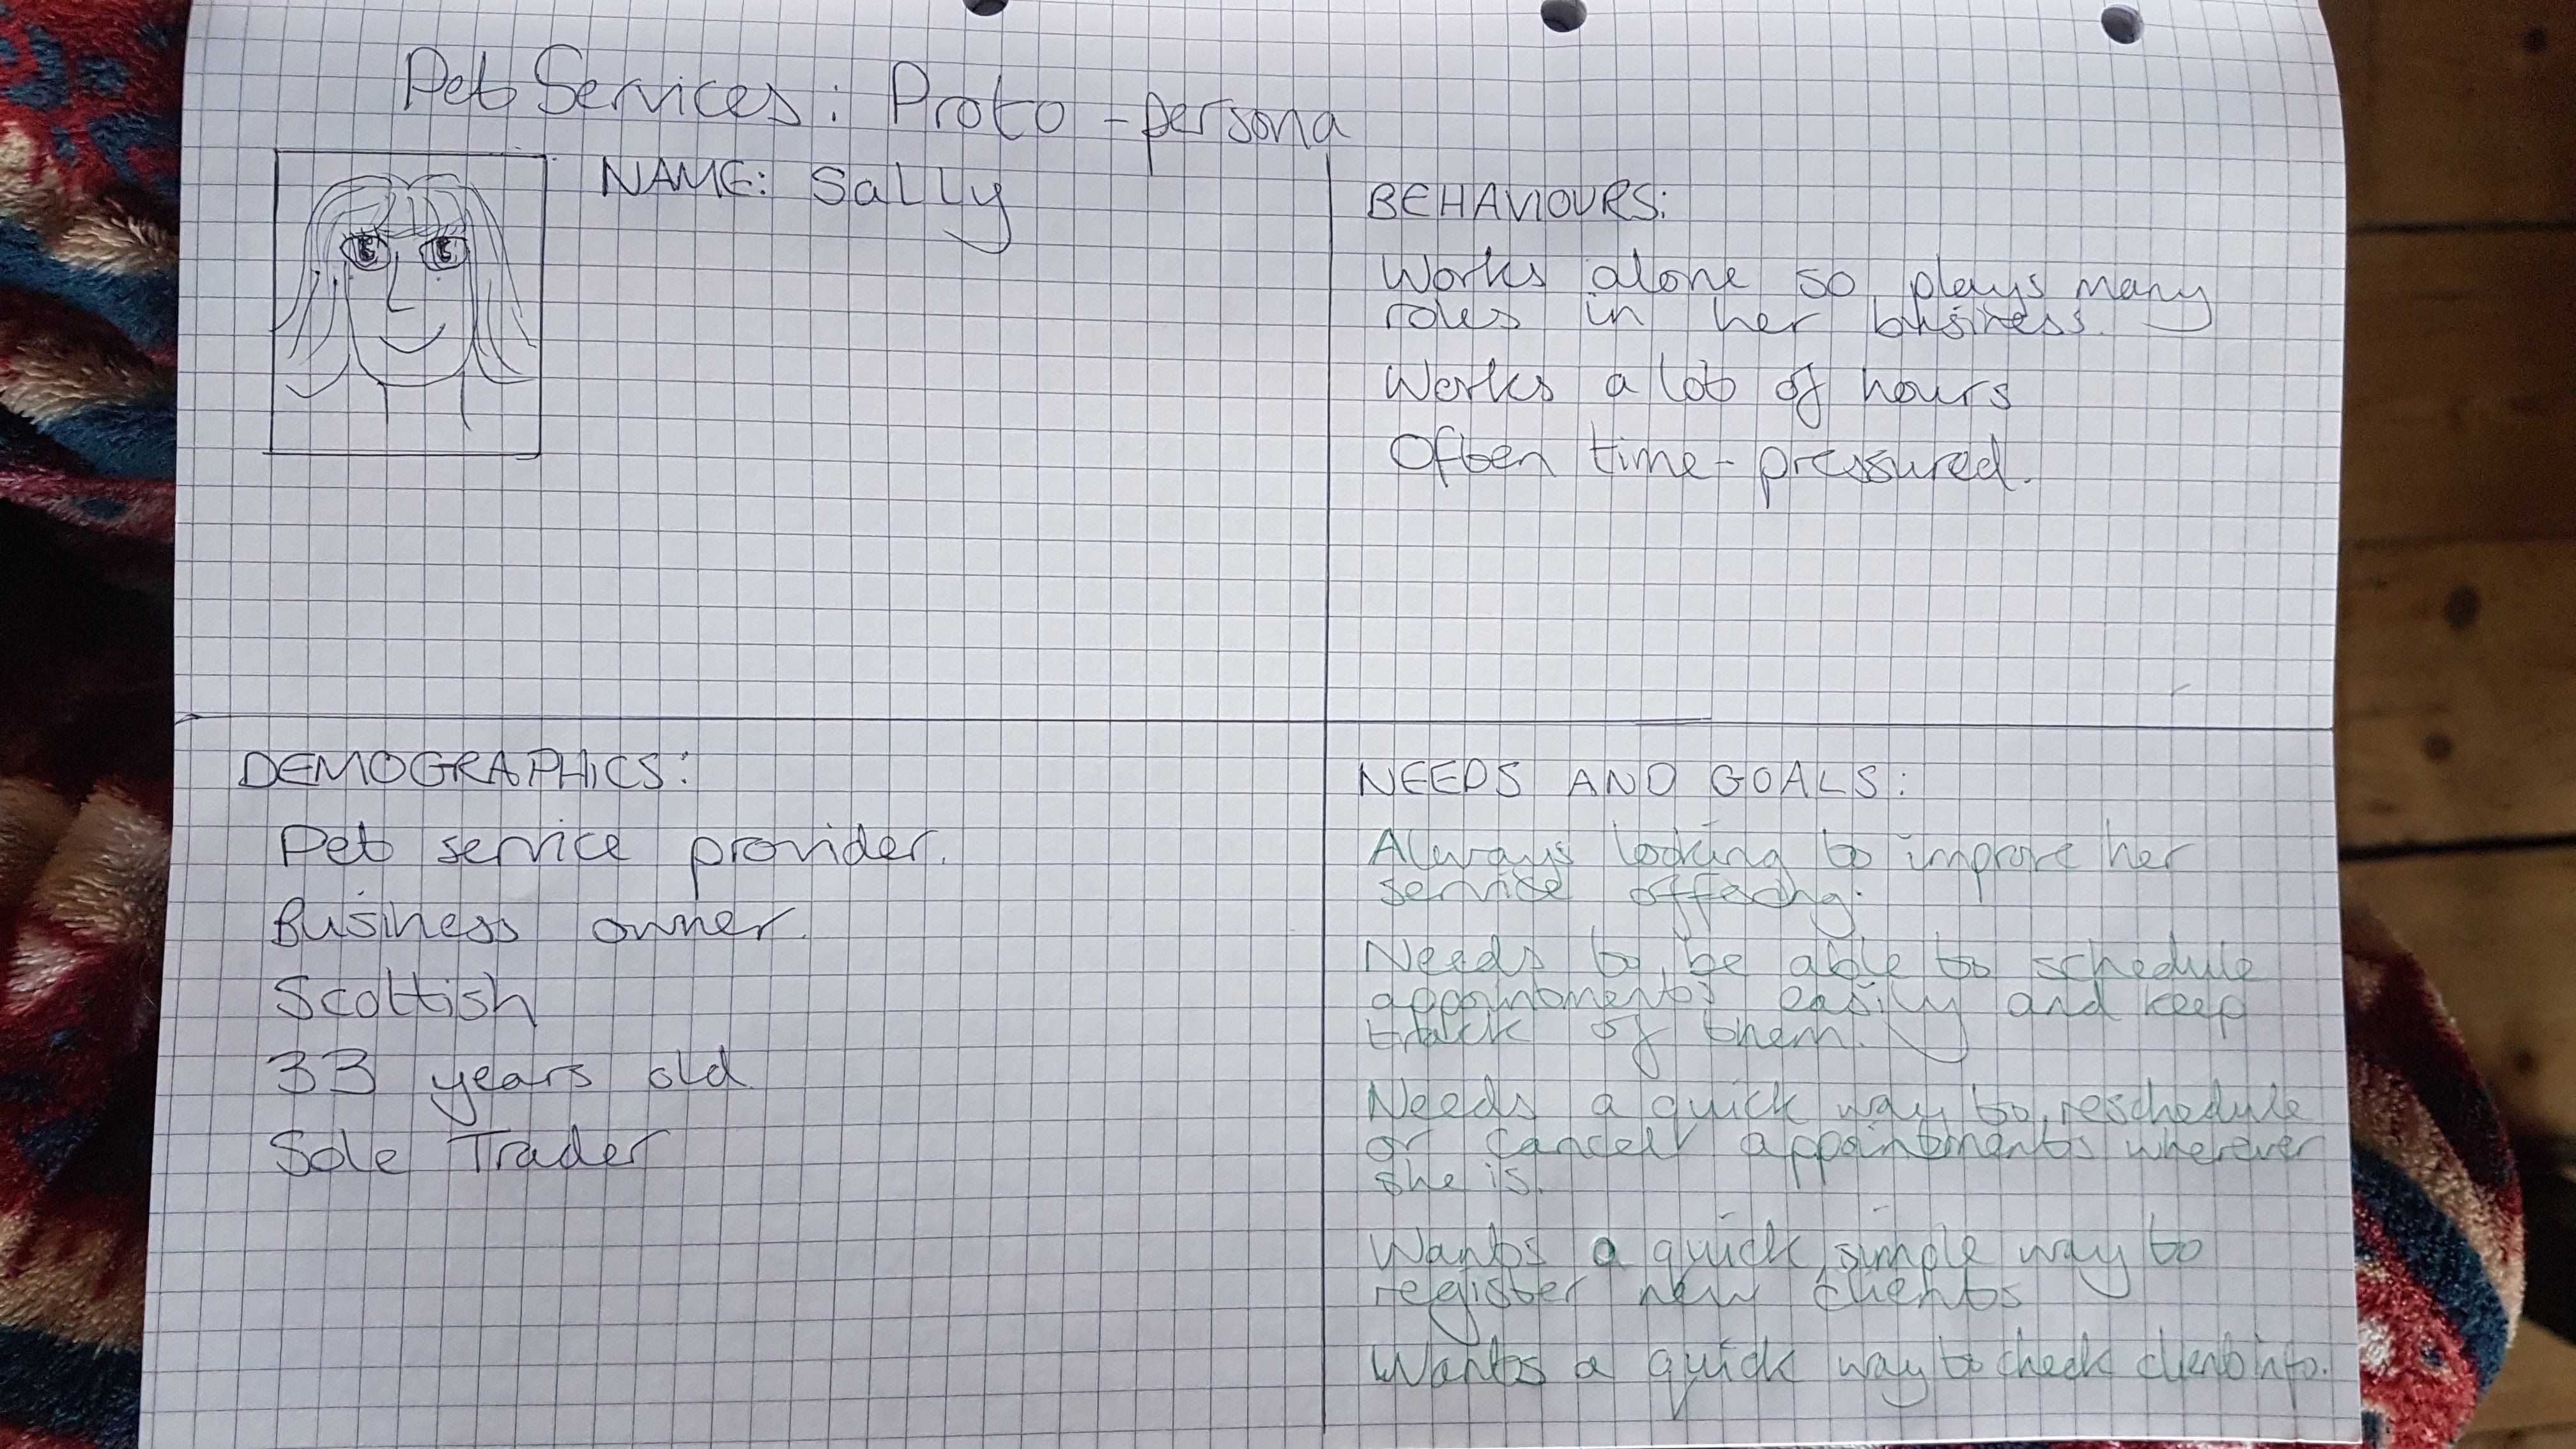 Pet Services: Proto-persona
NAME: Sally
BEHAVIOURS:
Works alone so plays many
roles in her business.
Works a lot of hours
Often time-pressured.
DEMOGRAPHICS:
Pet service provider.
Business owner.
Scottish
33 years old
Sole Trader
NEEDS AND GOALS:
Always looking to improve her
service offering.
Needs to be able to schedule
appointments easily and keep
track of them.
Needs a quick way to reschedule
or cancel appointments wherever
she is.
Wants a quick, simple way to
register new clients
Wants a quick way to check client info.